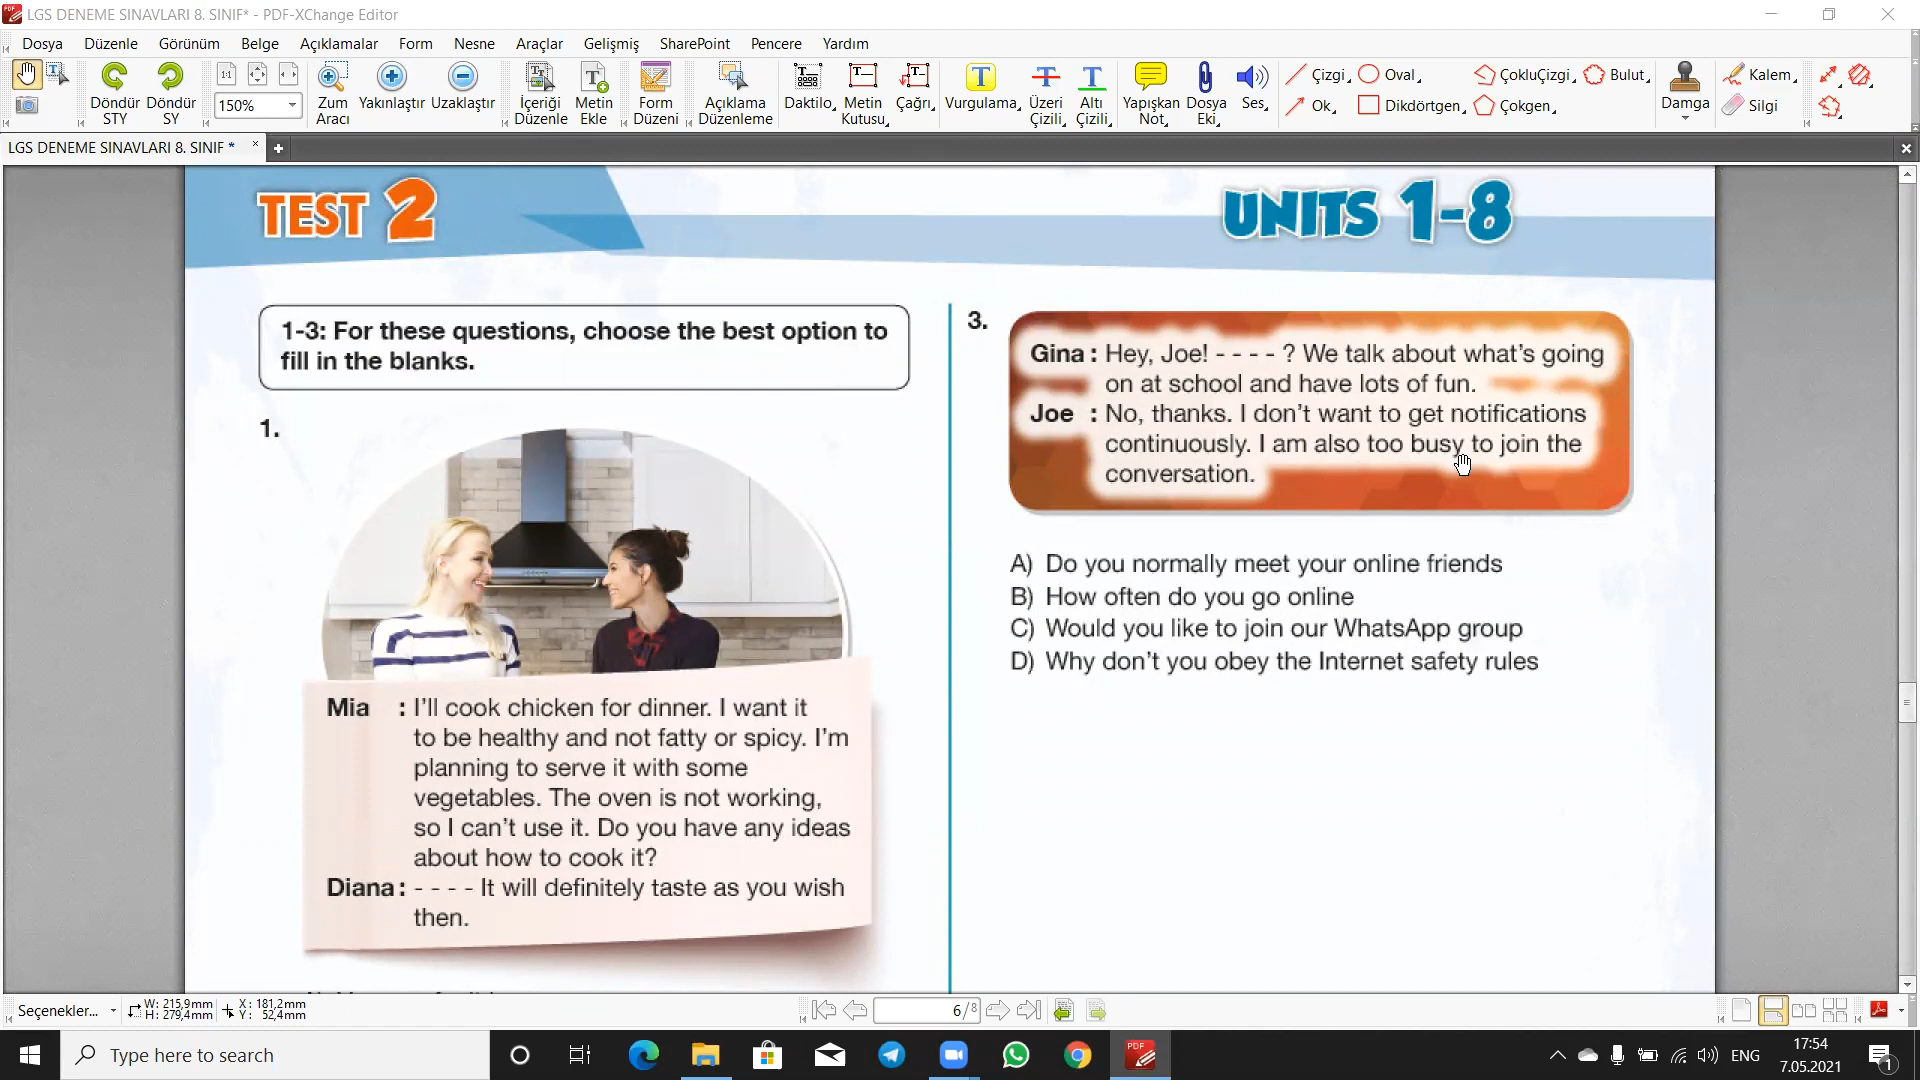 LGS DENEME SINAVLARI 8. SINIF* - PDF-XChange Editor
Dosya Düzenle Görünüm Belge Açıklamalar Form Nesne Araçlar Gelişmiş SharePoint Pencere Yardım
Döndür STY
Döndür SY
150%
Zum Aracı
Yakınlaştır
Uzaklaştır
İçeriği Düzenle
Metin Ekle
Form Düzeni
Açıklama Düzenleme
Daktilo
Metin Kutusu
Çağrı
Vurgulama
Üzeri Çizili
Altı Çizili
Yapışkan Not
Dosya Eki
Ses
Çizgi
Oval
ÇokluÇizgi
Bulut
Ok
Dikdörtgen
Çokgen
Damga
Kalem
Silgi
LGS DENEME SINAVLARI 8. SINIF *
TEST 2
UNITS 1-8
1-3: For these questions, choose the best option to
fill in the blanks.
1.
Mia : I'll cook chicken for dinner. I want it
to be healthy and not fatty or spicy. I'm
planning to serve it with some
vegetables. The oven is not working,
so I can't use it. Do you have any ideas
about how to cook it?
Diana : - - - - It will definitely taste as you wish
then.
3.
Gina : Hey, Joe! - - - - ? We talk about what's going
on at school and have lots of fun.
Joe : No, thanks. I don't want to get notifications
continuously. I am also too busy to join the
conversation.
A) Do you normally meet your online friends
B) How often do you go online
C) Would you like to join our WhatsApp group
D) Why don't you obey the Internet safety rules
Seçenekler...
W: 215,9mm
H: 279,4mm
X: 181,2mm
Y: 52,4mm
6/8
Type here to search
ENG
17:54
7.05.2021
1